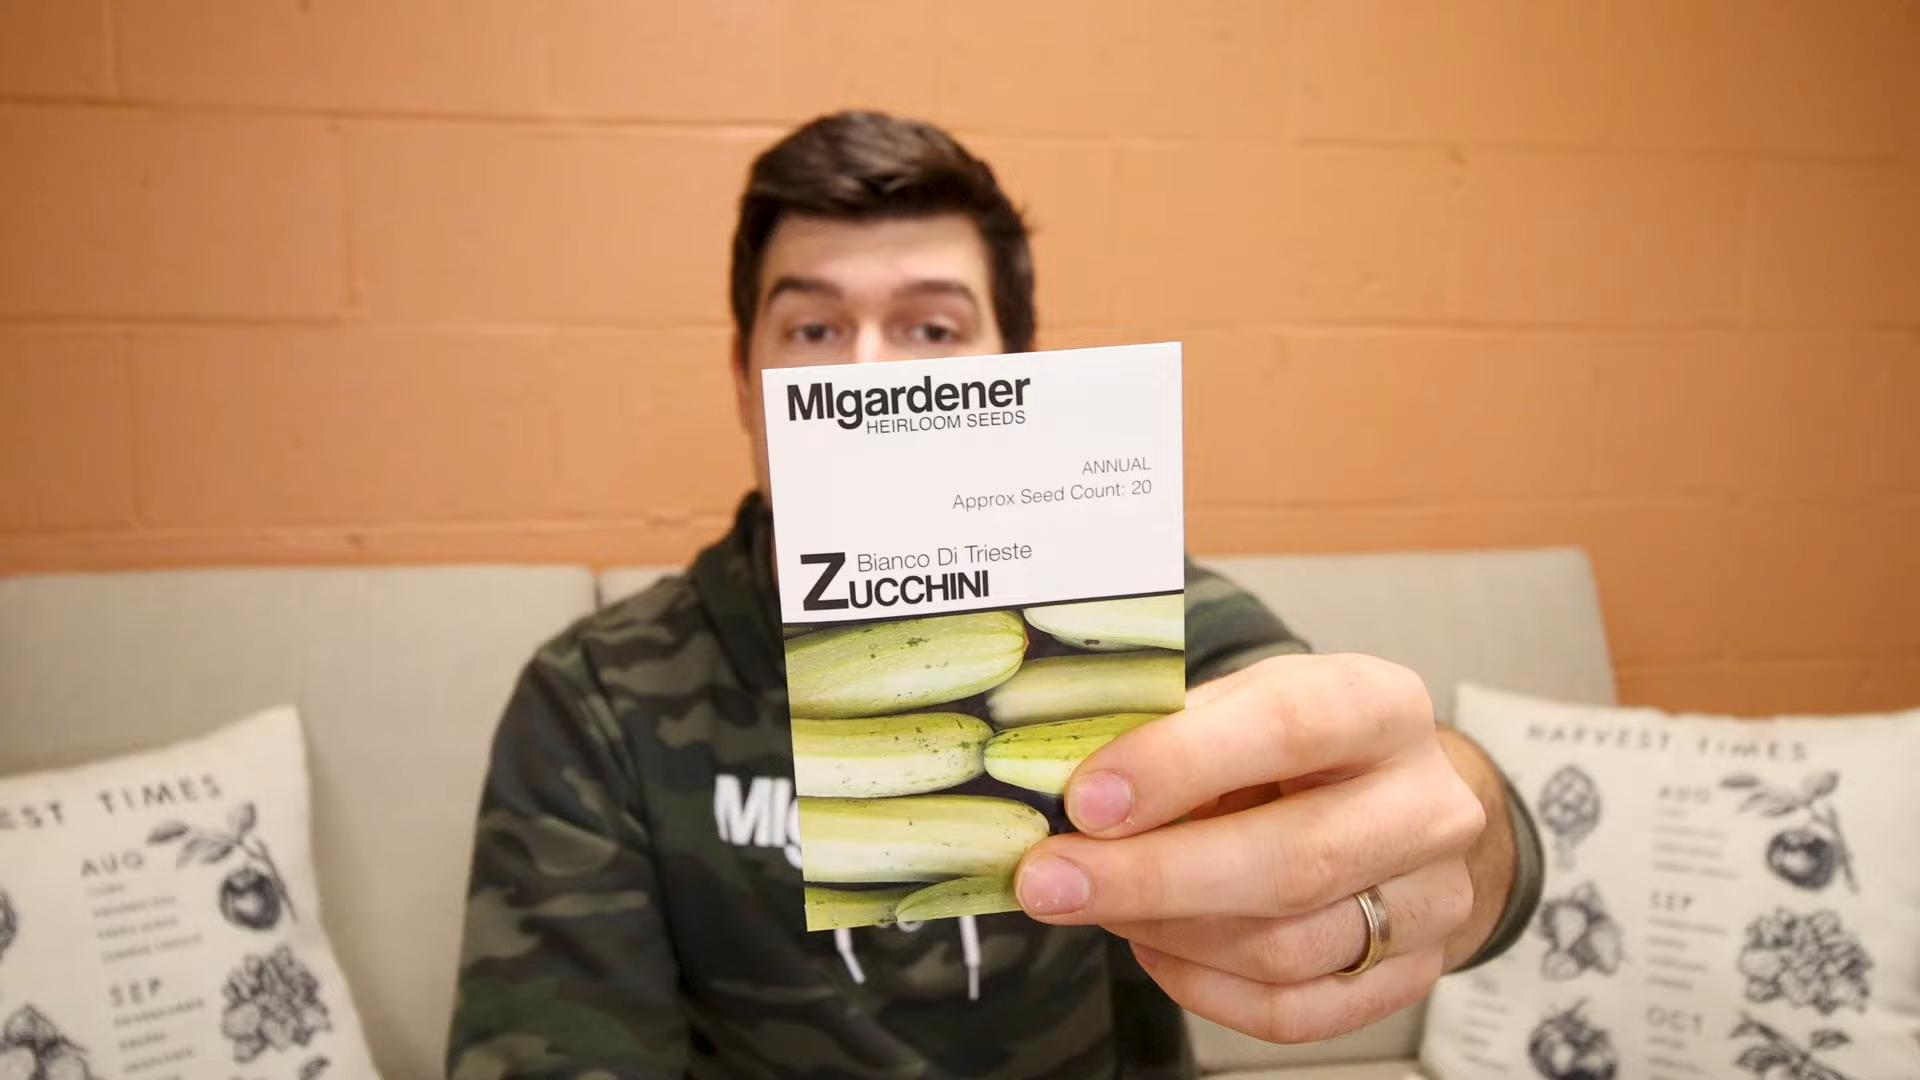 MIgardener
HEIRLOOM SEEDS
ANNUAL
Approx Seed Count: 20
Bianco Di Trieste
ZUCCHINI
MIg
EST TIMES
AUG
SEP
HARVEST TIMES
AUG
SEP
OCT